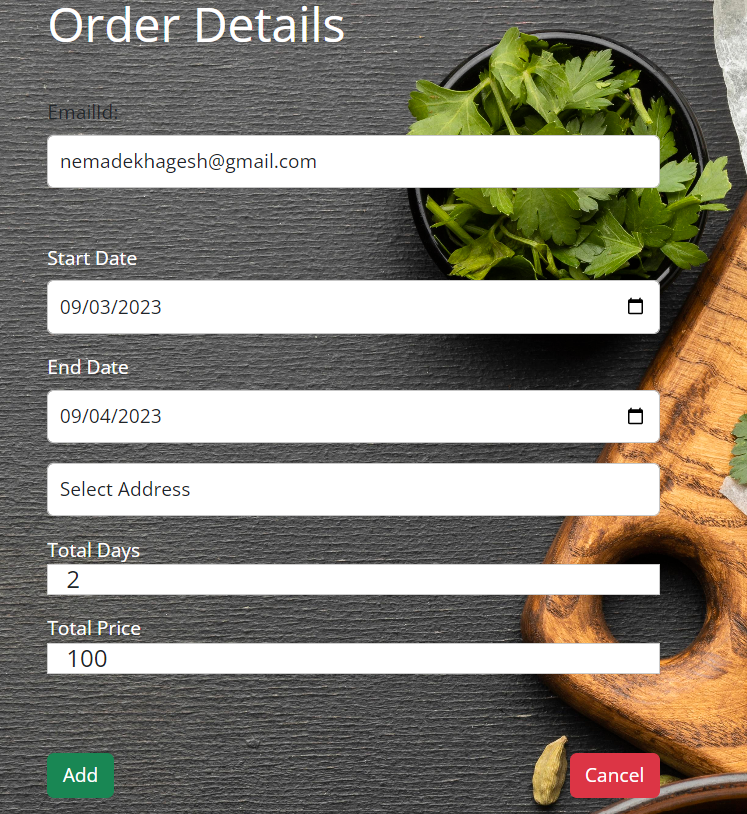 Order Details
EmailId:
nemadekhagesh@gmail.com
Start Date
09/03/2023
End Date
09/04/2023
Select Address
Total Days
2
Total Price
100
Add Cancel